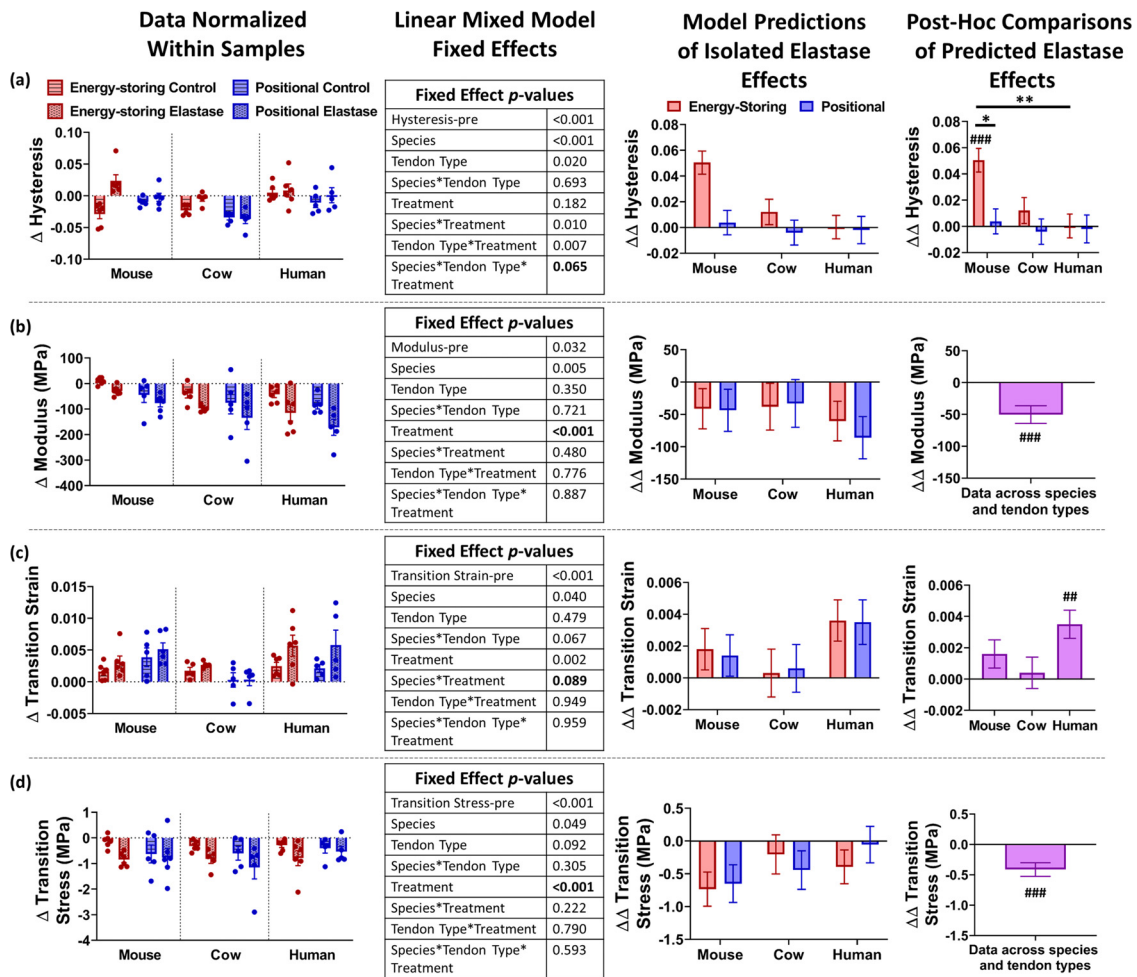 Data Normalized
Within Samples
Linear Mixed Model
Fixed Effects
Model Predictions
of Isolated Elastase
Effects
Post-Hoc Comparisons
of Predicted Elastase
Effects
(a)
Energy-storing Control
Positional Control
Energy-storing Elastase
Positional Elastase
Δ Hysteresis
0.10
0.05
0.00
-0.05
-0.10
Mouse
Cow
Human
Fixed Effect p-values
Hysteresis-pre <0.001
Species <0.001
Tendon Type 0.020
Species*Tendon Type 0.693
Treatment 0.182
Species*Treatment 0.010
Tendon Type*Treatment 0.007
Species*Tendon Type* 0.065
Treatment
Energy-Storing
Positional
ΔΔ Hysteresis
0.08
0.06
0.04
0.02
0.00
-0.02
Mouse
Cow
Human
ΔΔ Hysteresis
0.08
0.06
0.04
0.02
0.00
-0.02
**
*
###
Mouse
Cow
Human
(b)
Δ Modulus (MPa)
100
0
-100
-200
-300
-400
Mouse
Cow
Human
Fixed Effect p-values
Modulus-pre 0.032
Species 0.005
Tendon Type 0.350
Species*Tendon Type 0.721
Treatment <0.001
Species*Treatment 0.480
Tendon Type*Treatment 0.776
Species*Tendon Type* 0.887
Treatment
ΔΔ Modulus (MPa)
50
0
-50
-100
-150
Mouse
Cow
Human
ΔΔ Modulus (MPa)
50
0
-50
-100
-150
###
Data across species
and tendon types
(c)
Δ Transition Strain
0.015
0.010
0.005
0.000
-0.005
Mouse
Cow
Human
Fixed Effect p-values
Transition Strain-pre <0.001
Species 0.040
Tendon Type 0.479
Species*Tendon Type 0.067
Treatment 0.002
Species*Treatment 0.089
Tendon Type*Treatment 0.949
Species*Tendon Type* 0.959
Treatment
ΔΔ Transition Strain
0.006
0.004
0.002
0.000
-0.002
Mouse
Cow
Human
ΔΔ Transition Strain
0.006
0.004
0.002
0.000
-0.002
##
Mouse
Cow
Human
(d)
Δ Transition
Stress (MPa)
1
0
-1
-2
-3
-4
Mouse
Cow
Human
Fixed Effect p-values
Transition Stress-pre <0.001
Species 0.049
Tendon Type 0.092
Species*Tendon Type 0.305
Treatment <0.001
Species*Treatment 0.222
Tendon Type*Treatment 0.790
Species*Tendon Type* 0.593
Treatment
ΔΔ Transition
Stress (MPa)
0.5
0.0
-0.5
-1.0
-1.5
Mouse
Cow
Human
ΔΔ Transition
Stress (MPa)
0.5
0.0
-0.5
-1.0
-1.5
###
Data across species
and tendon types